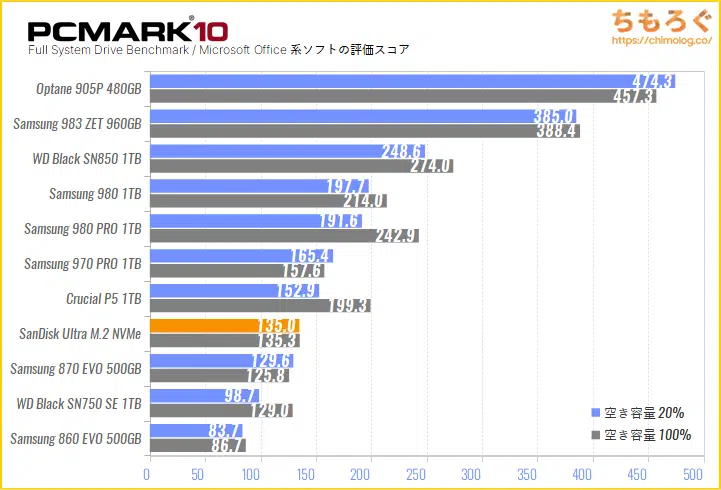 PCMARK®10
ちもろぐ
https://chimolog.co/
Full System Drive Benchmark / Microsoft Office 系ソフトの評価スコア
Optane 905P 480GB 474.3
457.3
Samsung 983 ZET 960GB 385.0
388.4
WD Black SN850 1TB 248.6
274.0
Samsung 980 1TB 197.7
214.0
Samsung 980 PRO 1TB 191.6
242.9
Samsung 970 PRO 1TB 165.4
157.6
Crucial P5 1TB 152.9
199.3
SanDisk Ultra M.2 NVMe 135.0
135.3
Samsung 870 EVO 500GB 129.6
125.8
WD Black SN750 SE 1TB 98.7
129.0
Samsung 860 EVO 500GB 83.7
86.7
空き容量 20%
空き容量 100%
0 50 100 150 200 250 300 350 400 450 500